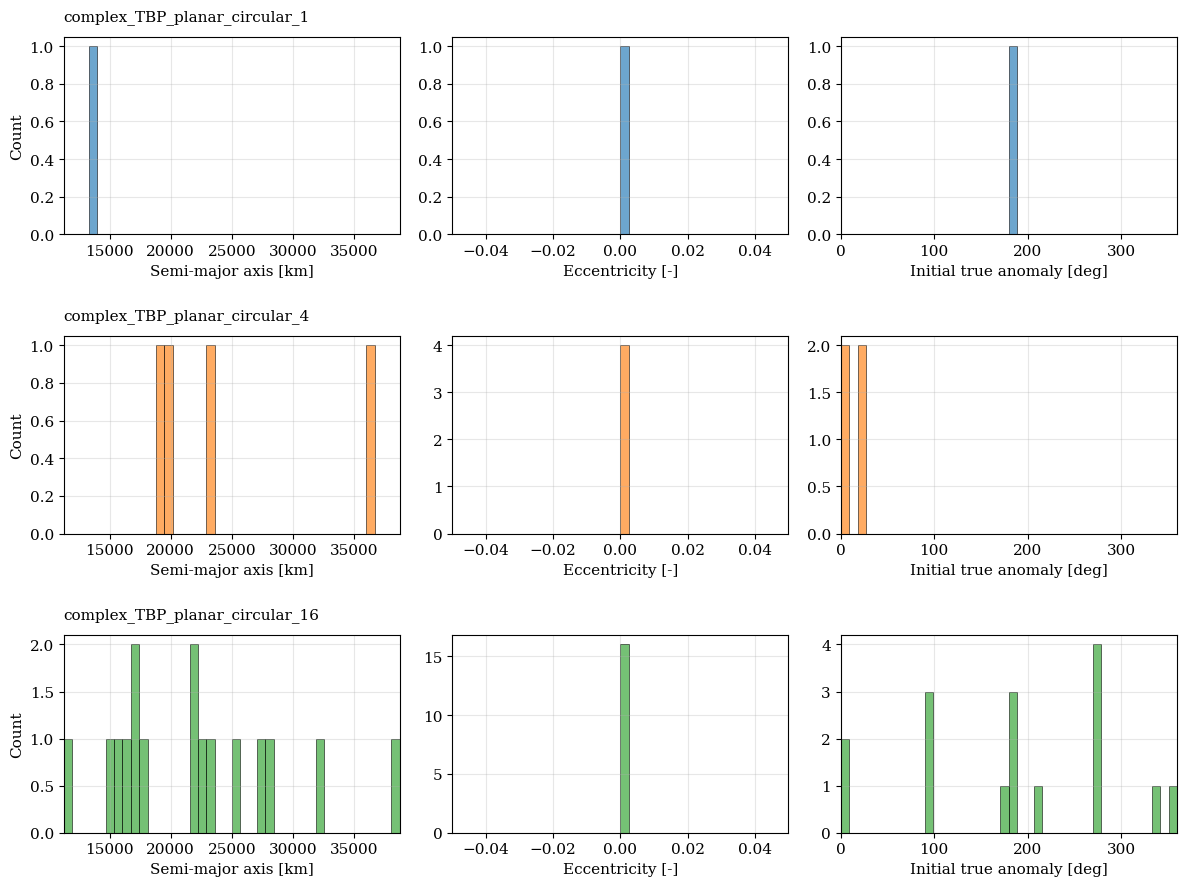 complex_TBP_planar_circular_1
1.0
0.8
0.6
0.4
0.2
0.0
Count
15000 20000 25000 30000 35000
Semi-major axis [km]
1.0
0.8
0.6
0.4
0.2
0.0
−0.04 −0.02 0.00 0.02 0.04
Eccentricity [-]
1.0
0.8
0.6
0.4
0.2
0.0
0 100 200 300
Initial true anomaly [deg]
complex_TBP_planar_circular_4
1.0
0.8
0.6
0.4
0.2
0.0
Count
15000 20000 25000 30000 35000
Semi-major axis [km]
4
3
2
1
0
−0.04 −0.02 0.00 0.02 0.04
Eccentricity [-]
2.0
1.5
1.0
0.5
0.0
0 100 200 300
Initial true anomaly [deg]
complex_TBP_planar_circular_16
2.0
1.5
1.0
0.5
0.0
Count
15000 20000 25000 30000 35000
Semi-major axis [km]
15
10
5
0
−0.04 −0.02 0.00 0.02 0.04
Eccentricity [-]
4
3
2
1
0
0 100 200 300
Initial true anomaly [deg]